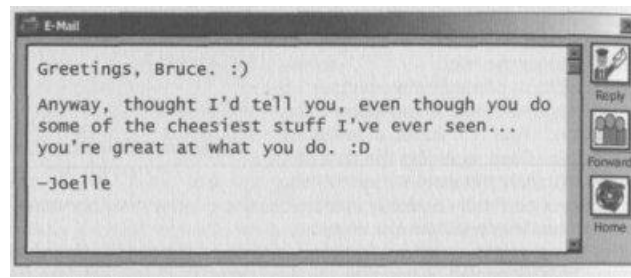 E-Mail
Greetings, Bruce. :)
Anyway, thought I'd tell you, even though you do
some of the cheesiest stuff I've ever seen...
you're great at what you do. :D
—Joelle
Reply
Forward
Home